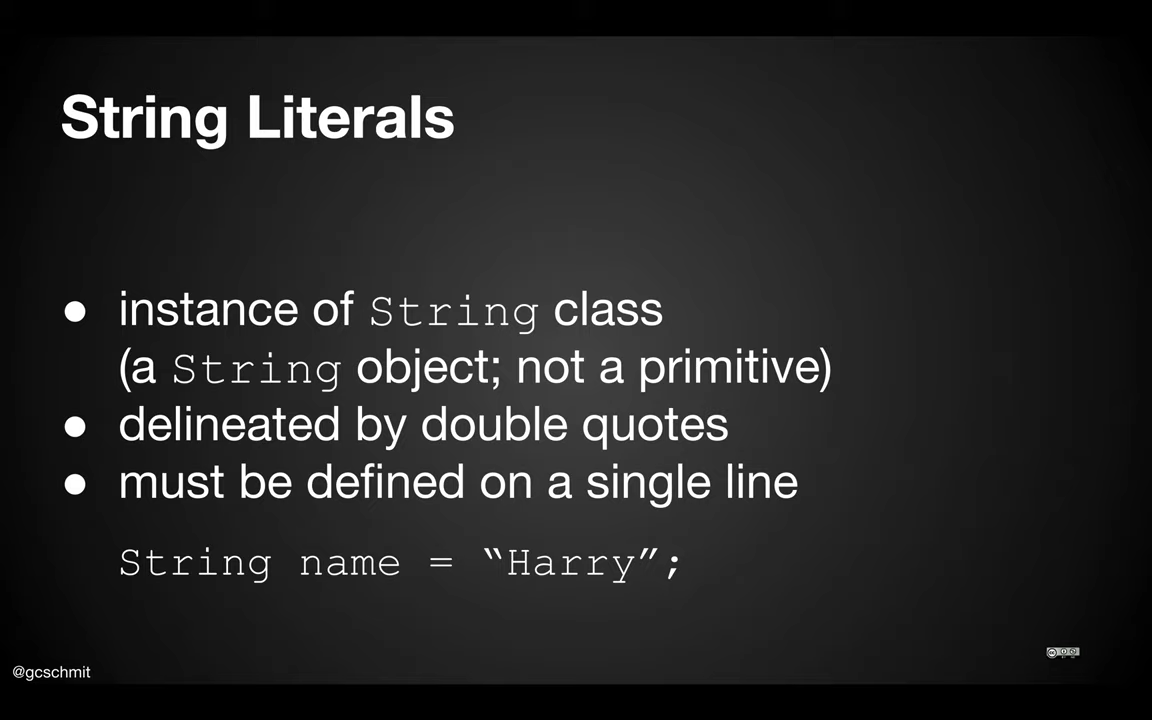 String Literals
● instance of String class
(a String object; not a primitive)
● delineated by double quotes
● must be defined on a single line
String name = “Harry”;
@gcschmit